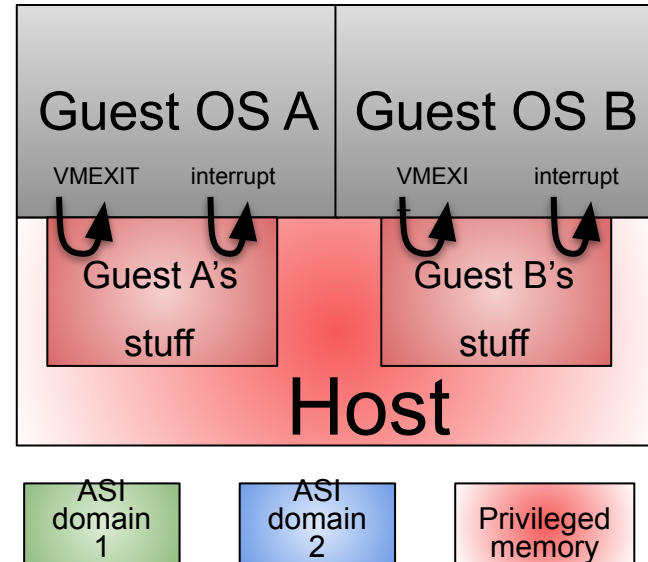 Guest OS A Guest OS B
VMEXIT interrupt VMEXI interrupt
Guest A's Guest B's
stuff stuff
Host
ASI ASI
domain domain Privileged
1 2 memory